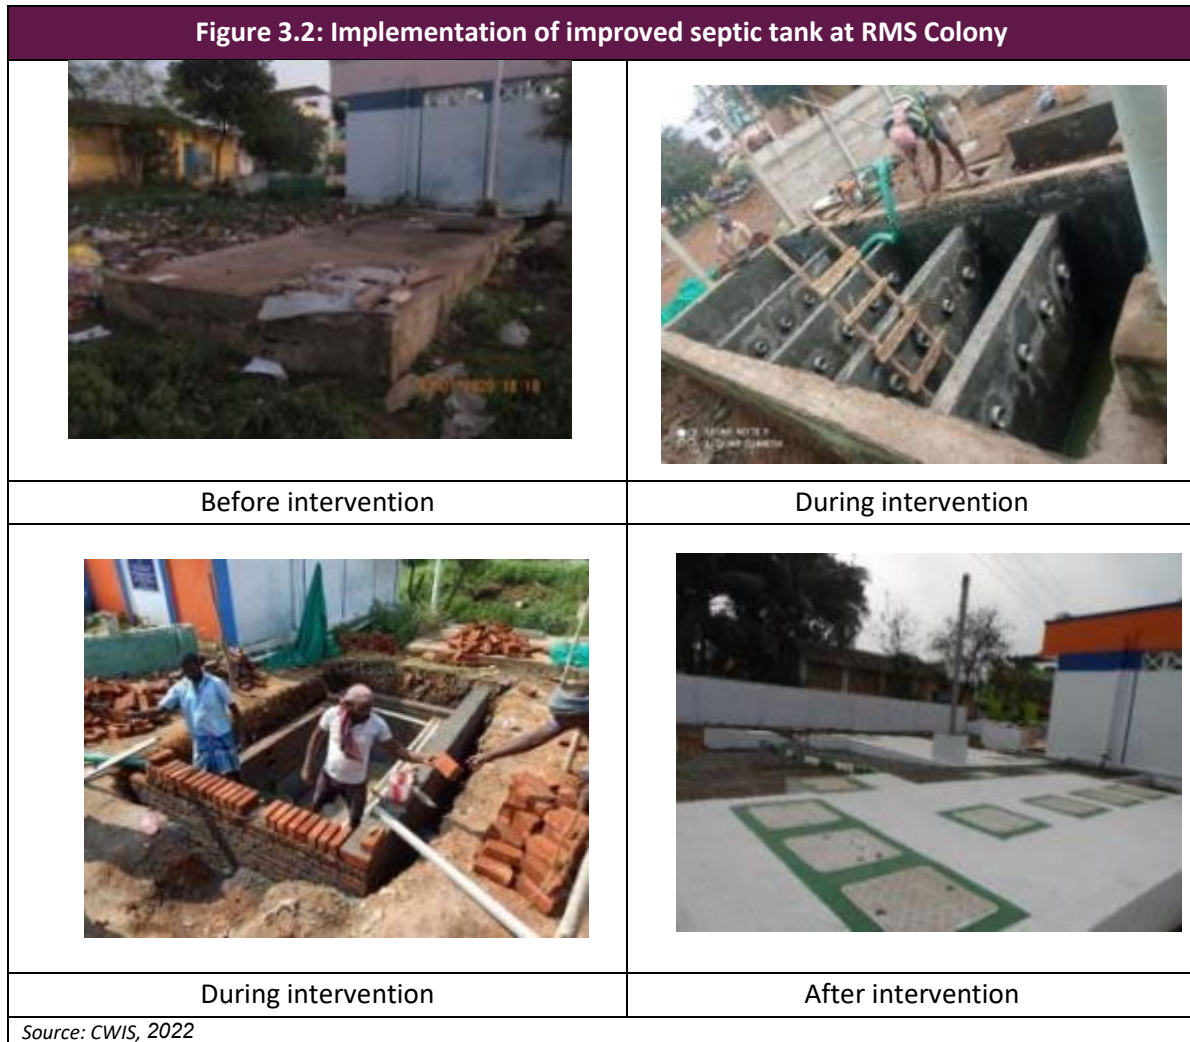 Figure 3.2: Implementation of improved septic tank at RMS Colony
Before intervention
During intervention
During intervention
After intervention
Source: CWIS, 2022